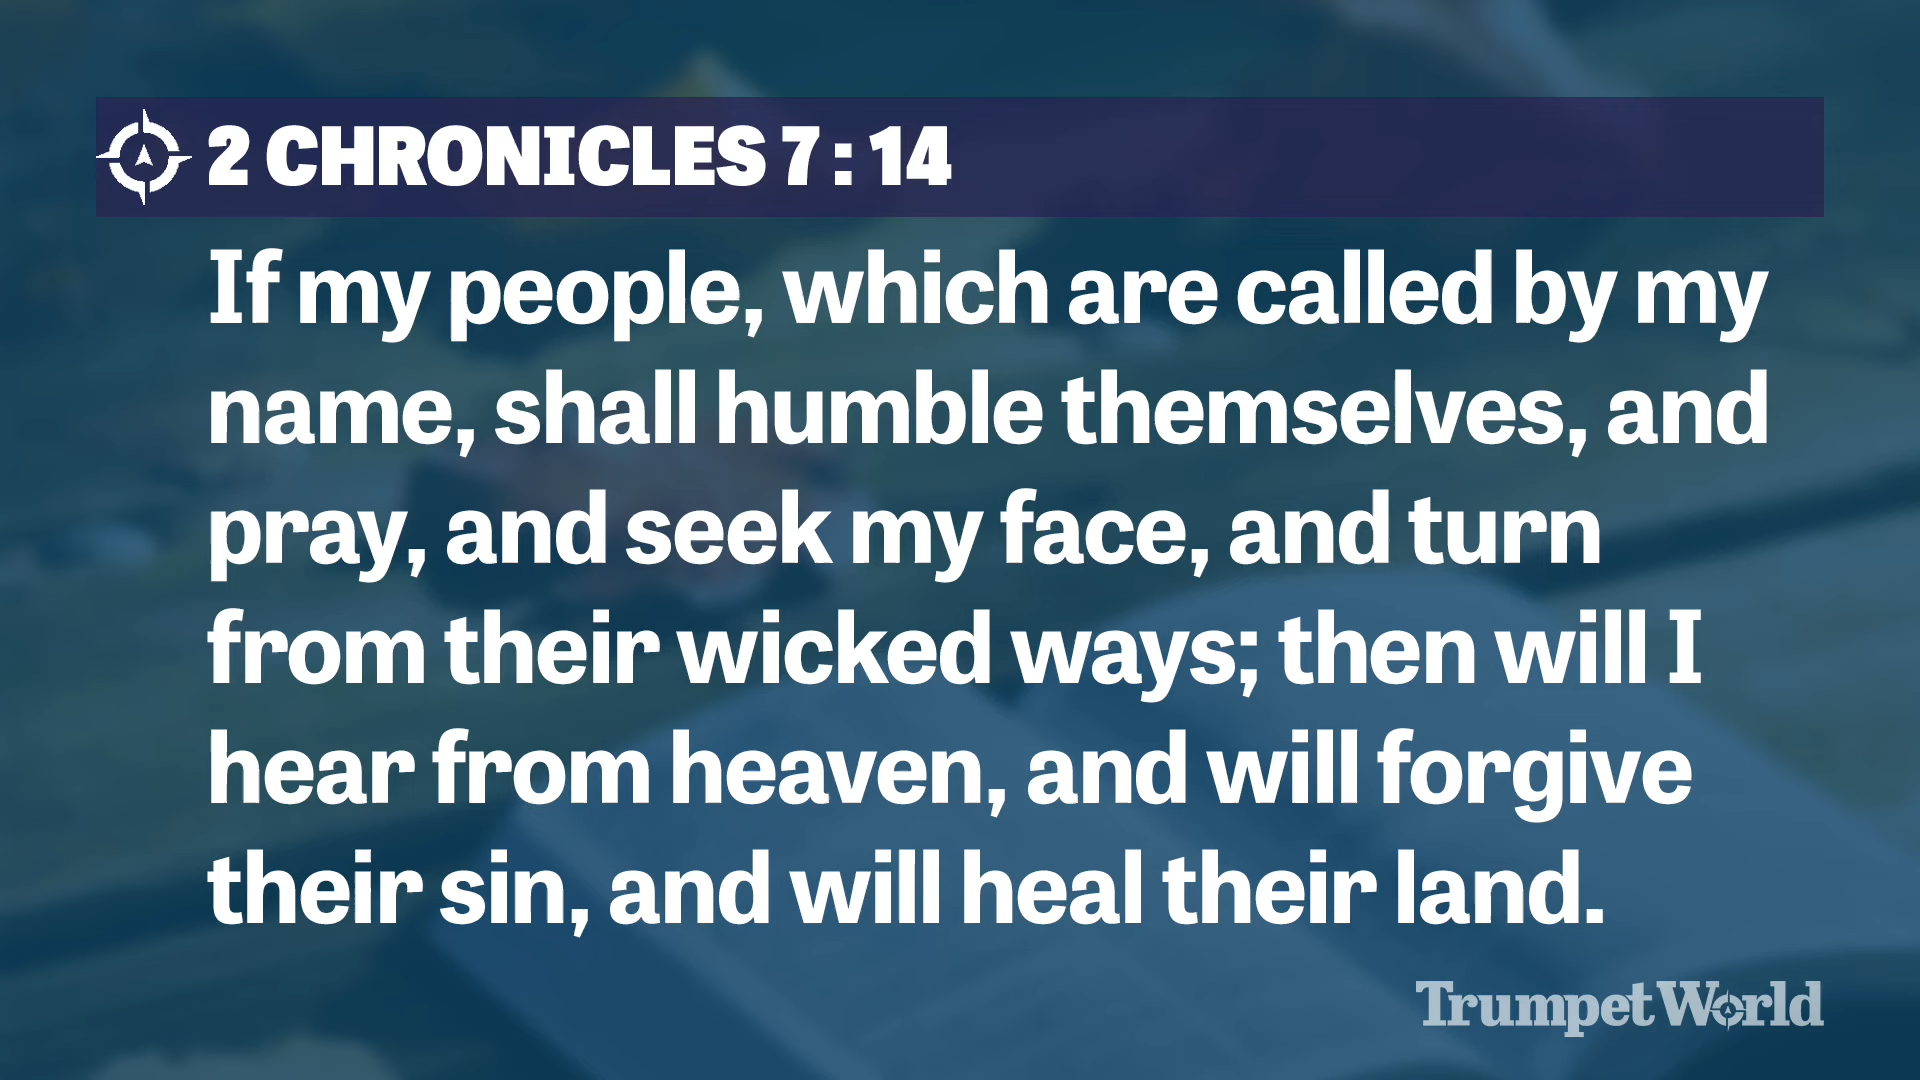 2 CHRONICLES 7 : 14
If my people, which are called by my
name, shall humble themselves, and
pray, and seek my face, and turn
from their wicked ways; then will I
hear from heaven, and will forgive
their sin, and will heal their land.
Trumpet World